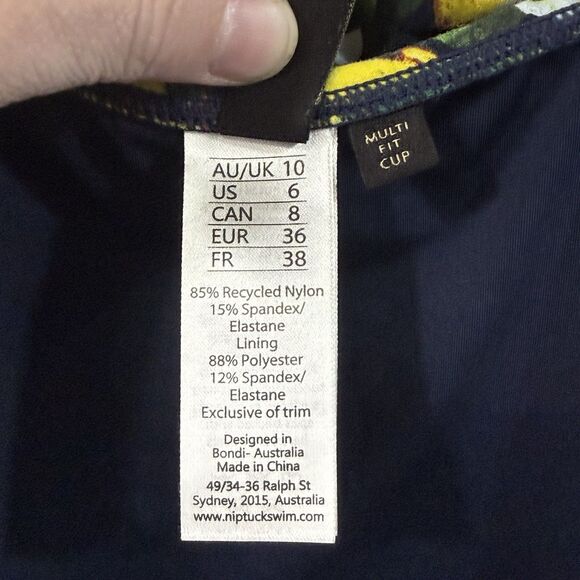 MULTI
FIT
CUP
AU/UK 10
US 6
CAN 8
EUR 36
FR 38
85% Recycled Nylon
15% Spandex/
Elastane
Lining
88% Polyester
12% Spandex/
Elastane
Exclusive of trim
Designed in
Bondi- Australia
Made in China
49/34-36 Ralph St
Sydney, 2015, Australia
www.niptuckswim.com